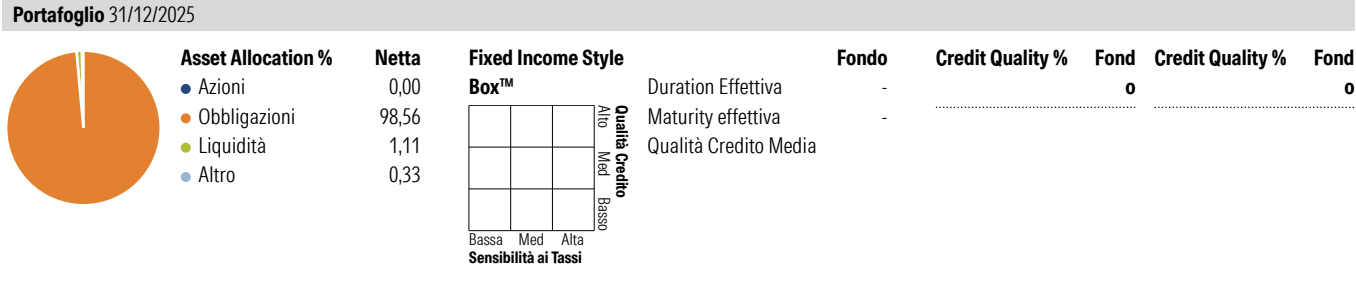 Portafoglio 31/12/2025
Asset Allocation % Netta
Azioni 0,00
Obbligazioni 98,56
Liquidità 1,11
Altro 0,33
Fixed Income Style
Box™
Alto Med Basso
Qualità Credito
Bassa Med Alta
Sensibilità ai Tassi
Fondo
Duration Effettiva -
Maturity effettiva -
Qualità Credito Media
Credit Quality % Fond
o
Credit Quality % Fond
o